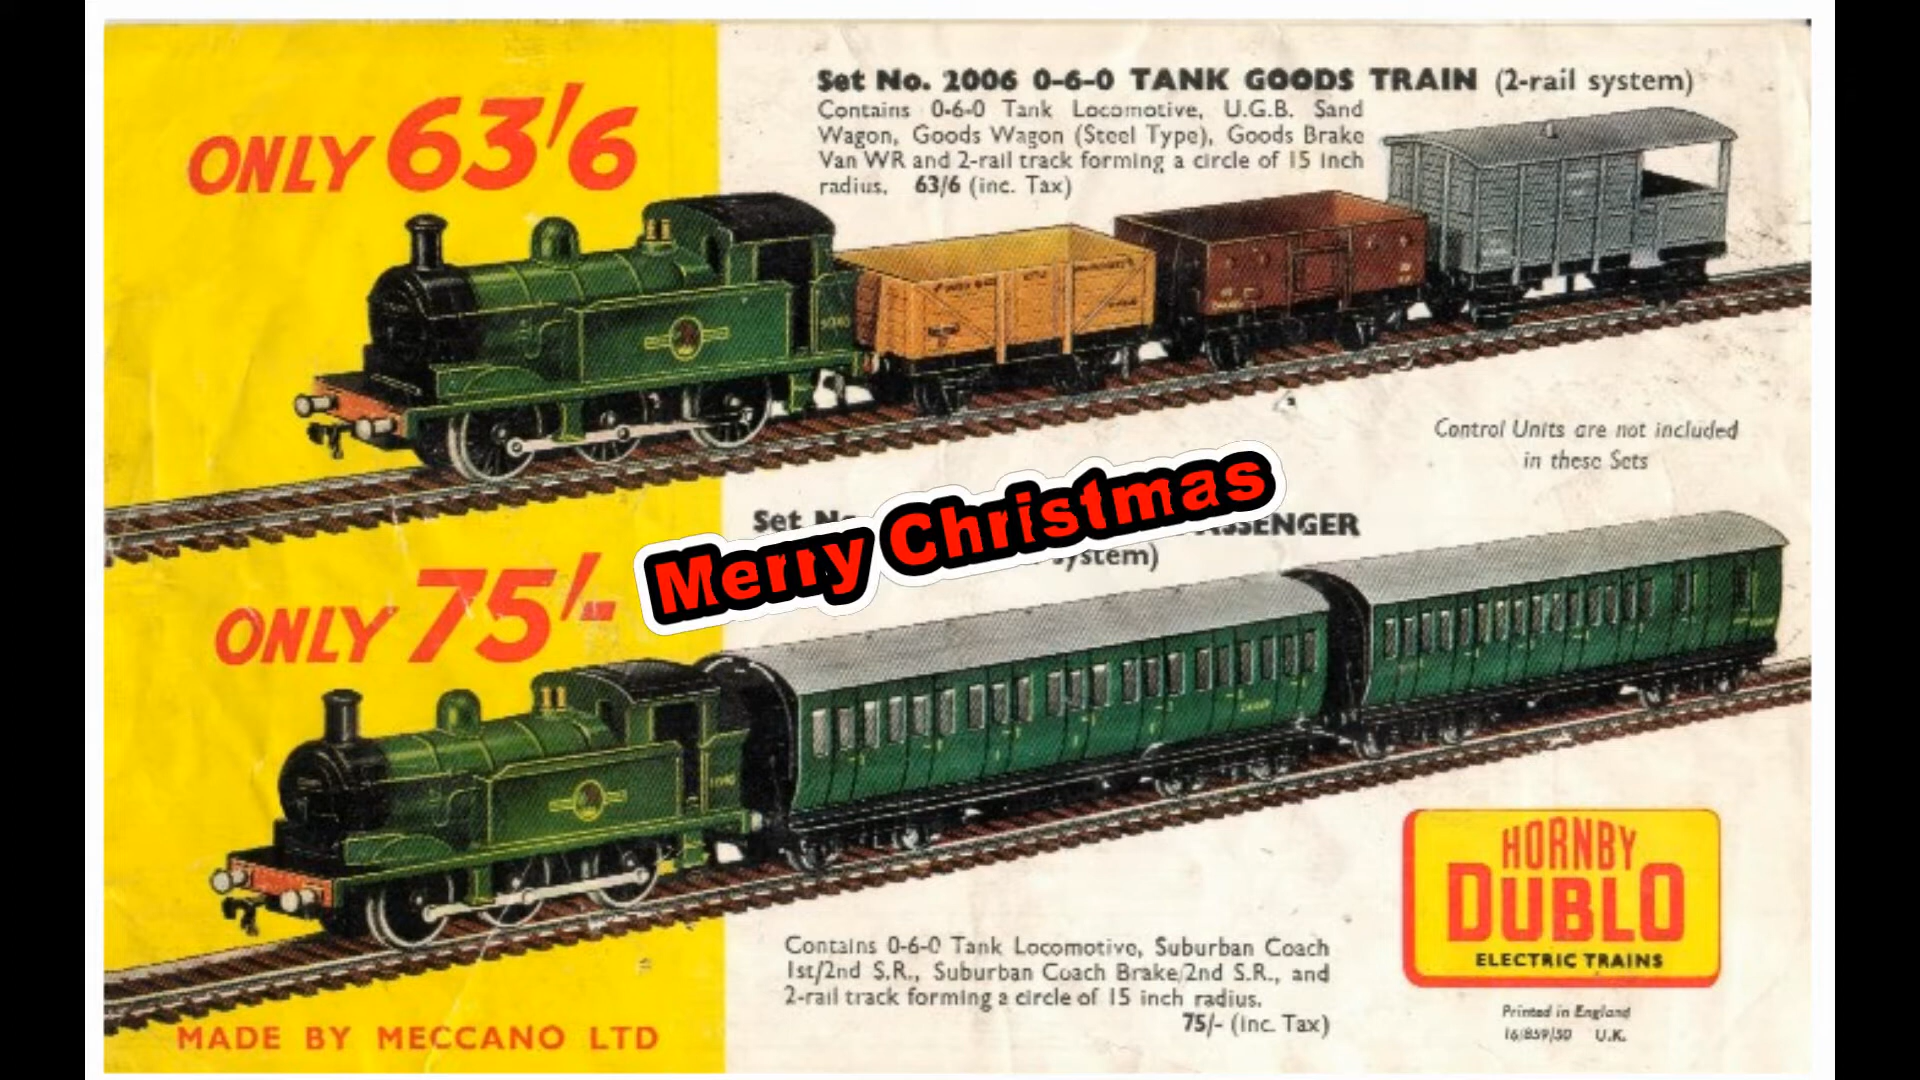 ONLY 63/6
Set No. 2006 0-6-0 TANK GOODS TRAIN (2-rail system)
Contains 0-6-0 Tank Locomotive, U.G.B. Sand
Wagon, Goods Wagon (Steel Type), Goods Brake
Van WR and 2-rail track forming a circle of 15 inch
radius. 63/6 (inc. Tax)
Control Units are not included
in these Sets
Merry Christmas
Set
system)
ONLY 75/-
Contains 0-6-0 Tank Locomotive, Suburban Coach
1st/2nd S.R., Suburban Coach Brake/2nd S.R., and
2-rail track forming a circle of 15 inch radius.
75/- (inc. Tax)
HORNBY
DUBLO
ELECTRIC TRAINS
Printed in England
16/859/50 U.K.
MADE BY MECCANO LTD